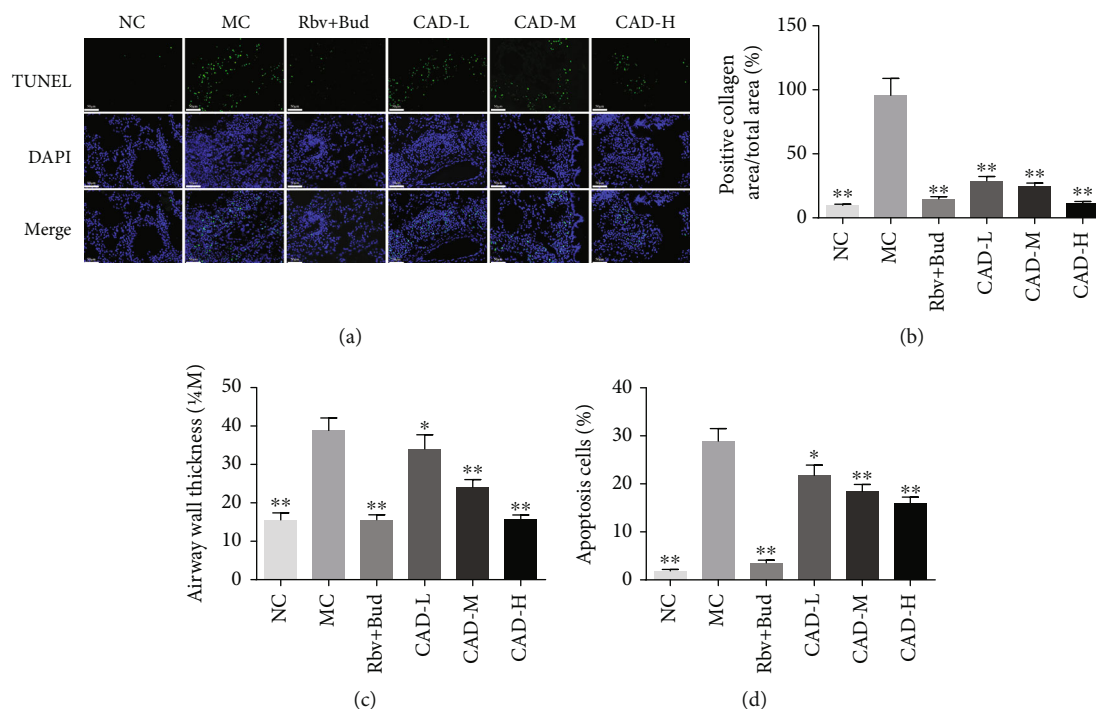 NC MC Rbv+Bud CAD-L CAD-M CAD-H
TUNEL
DAPI
Merge
(a)
Positive collagen
area/total area (%)
150
100
50
0
**
**
**
**
**
NC MC Rbv+Bud CAD-L CAD-M CAD-H
(b)
Airway wall thickness (¼M)
50
40
30
20
10
0
**
**
*
**
**
NC MC Rbv+Bud CAD-L CAD-M CAD-H
(c)
Apoptosis cells (%)
40
30
20
10
0
**
**
*
**
**
NC MC Rbv+Bud CAD-L CAD-M CAD-H
(d)